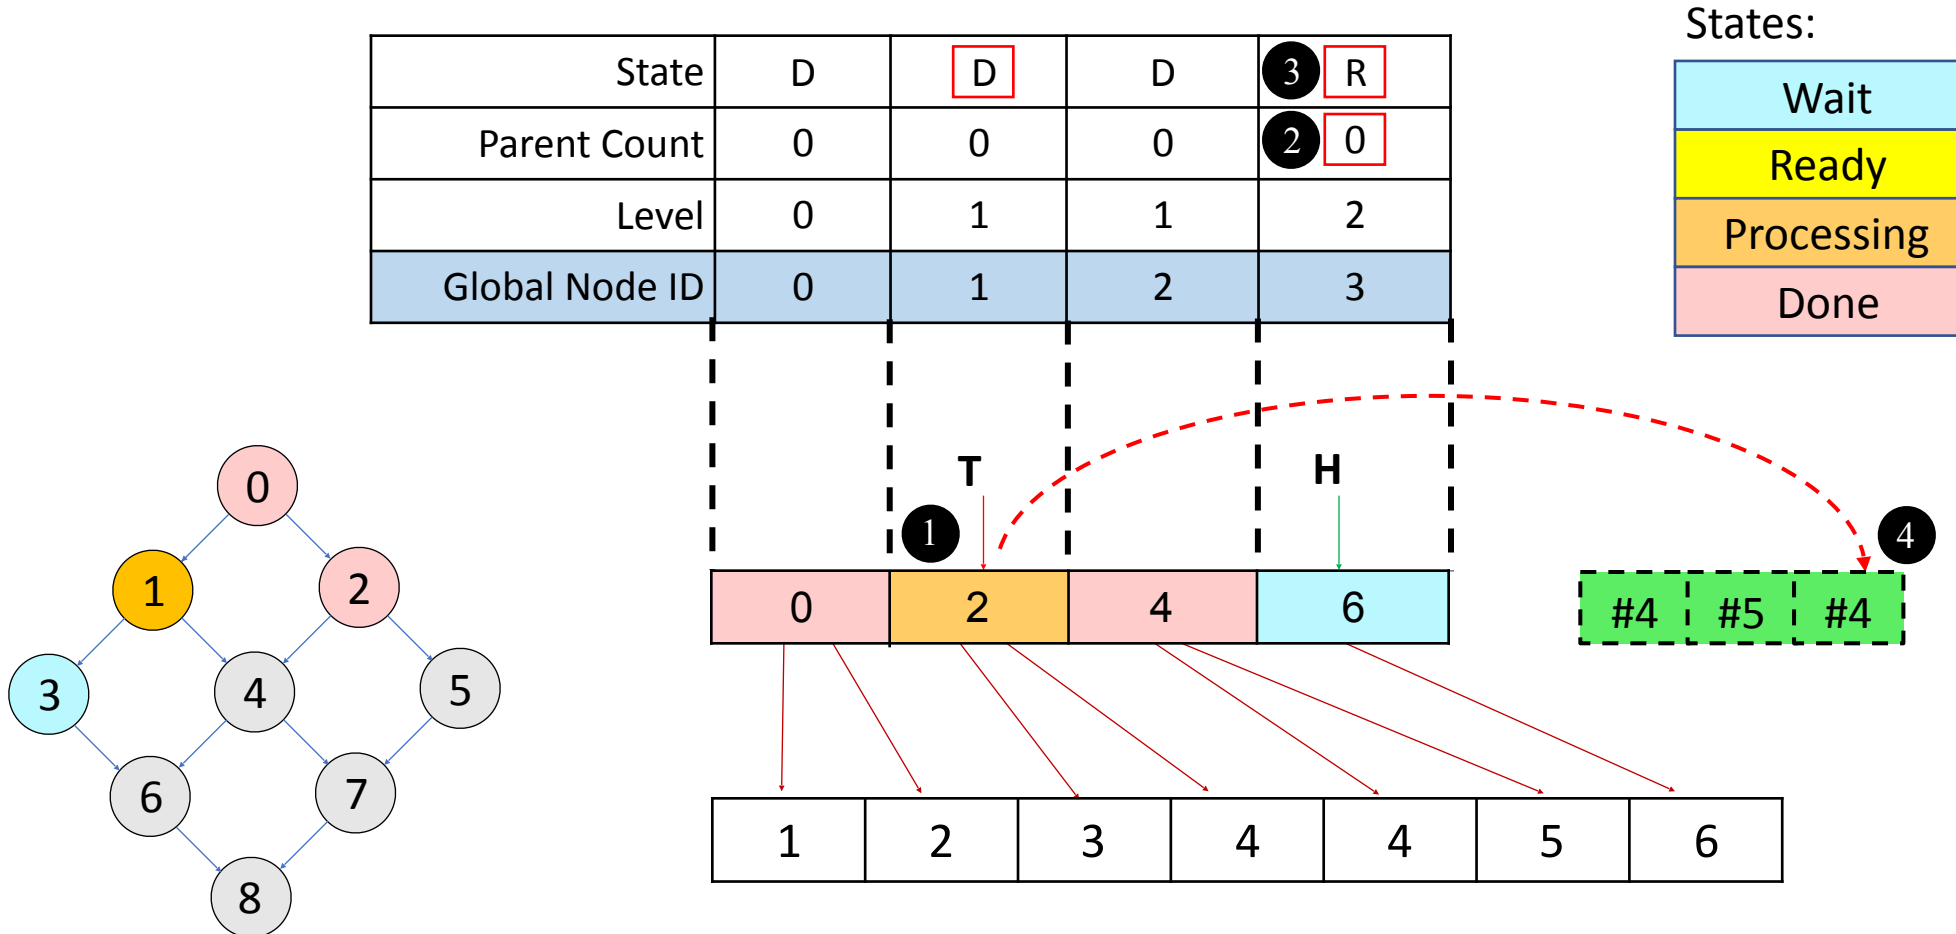 States:
State D D D 3 R
Parent Count 0 0 0 2 0
Level 0 1 1 2
Global Node ID 0 1 2 3
Wait
Ready
Processing
Done
T H
1 4
0 2 4 6
#4 #5 #4
1 2 3 4 4 5 6
0
1 2
3 4 5
6 7
8